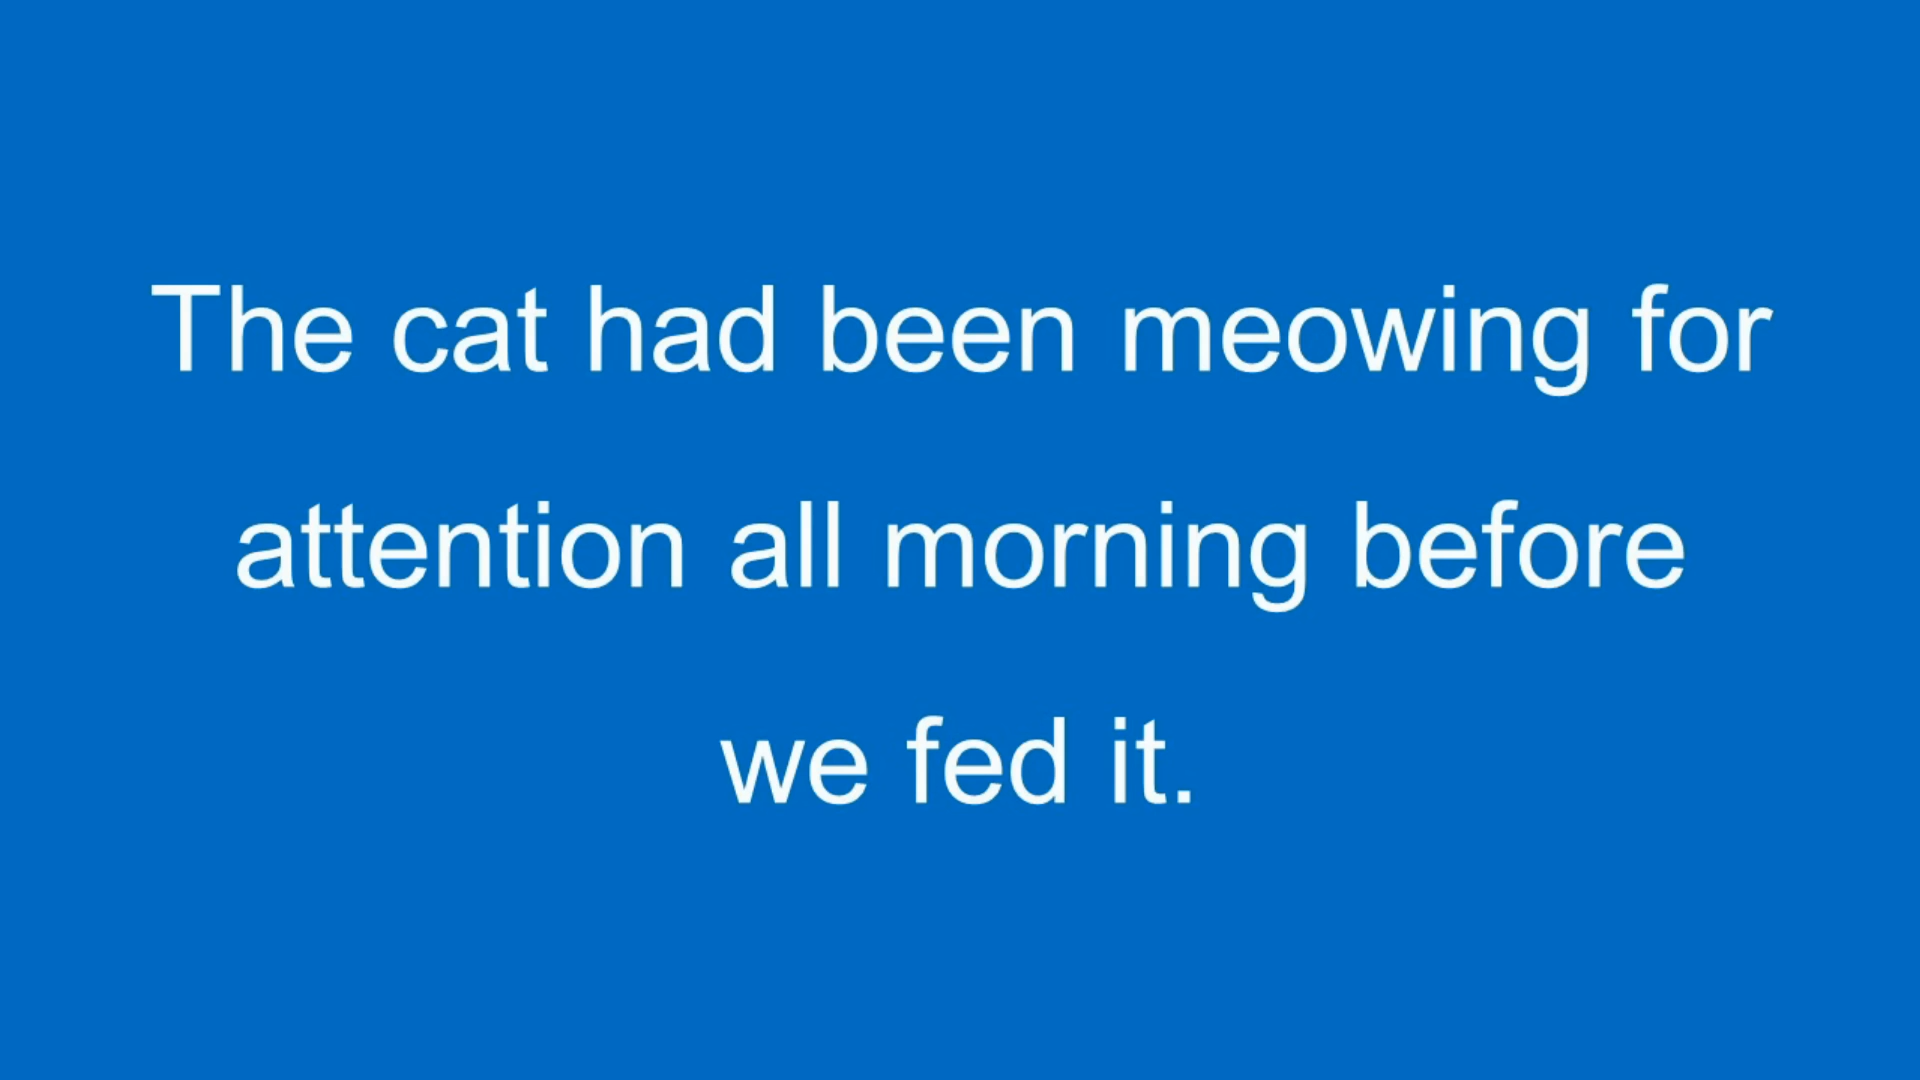 The cat had been meowing for
attention all morning before
we fed it.